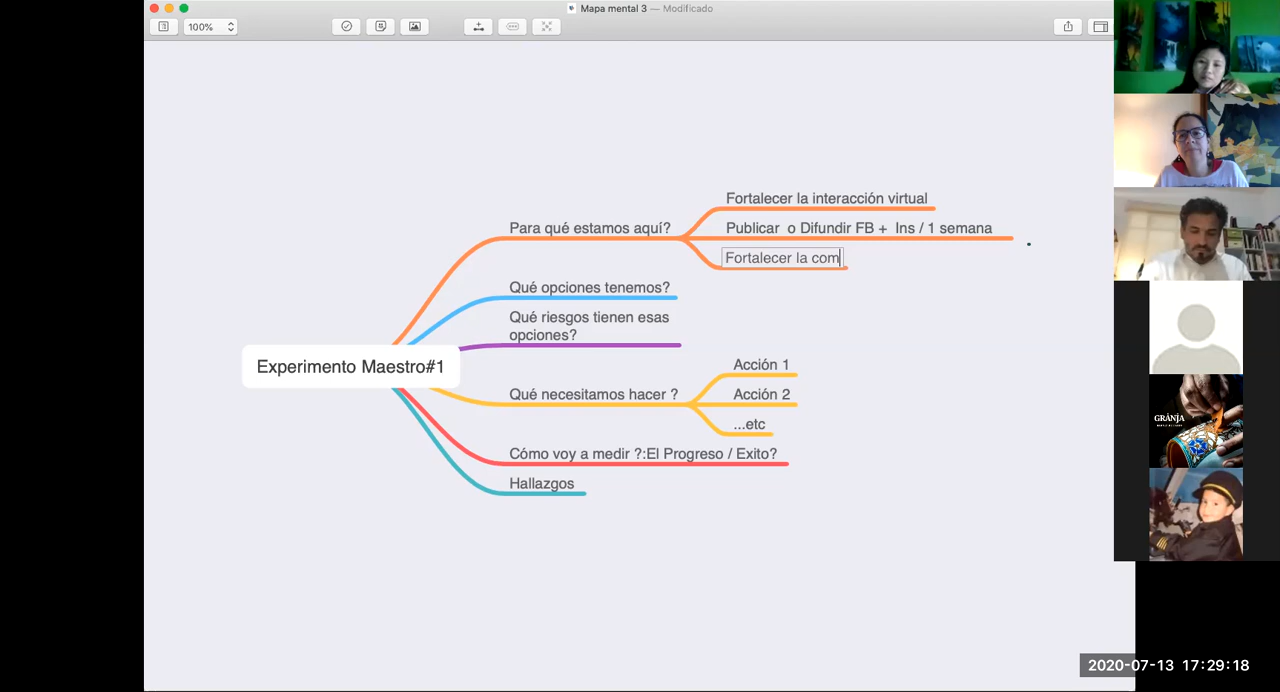 Mapa mental 3 — Modificado
100%
Fortalecer la interacción virtual
Para qué estamos aquí?
Publicar o Difundir FB + Ins / 1 semana
Fortalecer la com
Qué opciones tenemos?
Qué riesgos tienen esas
opciones?
Experimento Maestro#1
Acción 1
Qué necesitamos hacer ?
Acción 2
...etc
Cómo voy a medir ?:El Progreso / Exito?
Hallazgos
GRANJA
2020-07-13 17:29:18